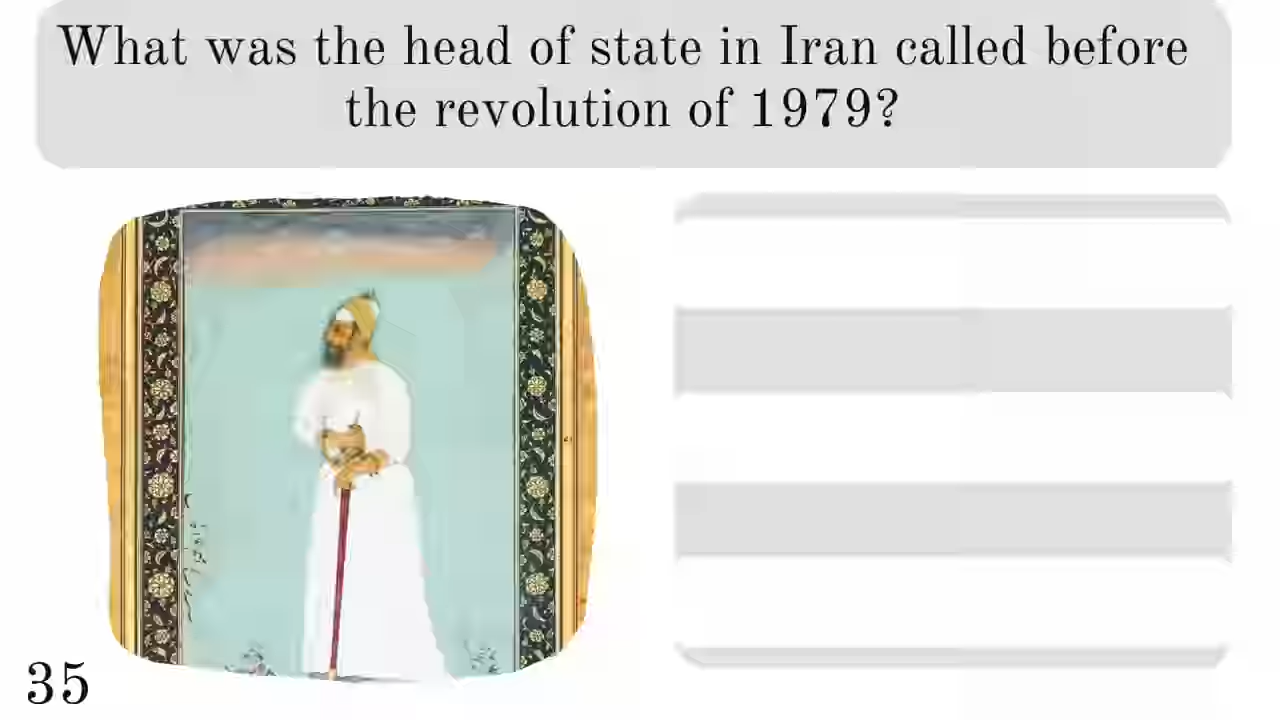 What was the head of state in Iran called before
the revolution of 1979?
35